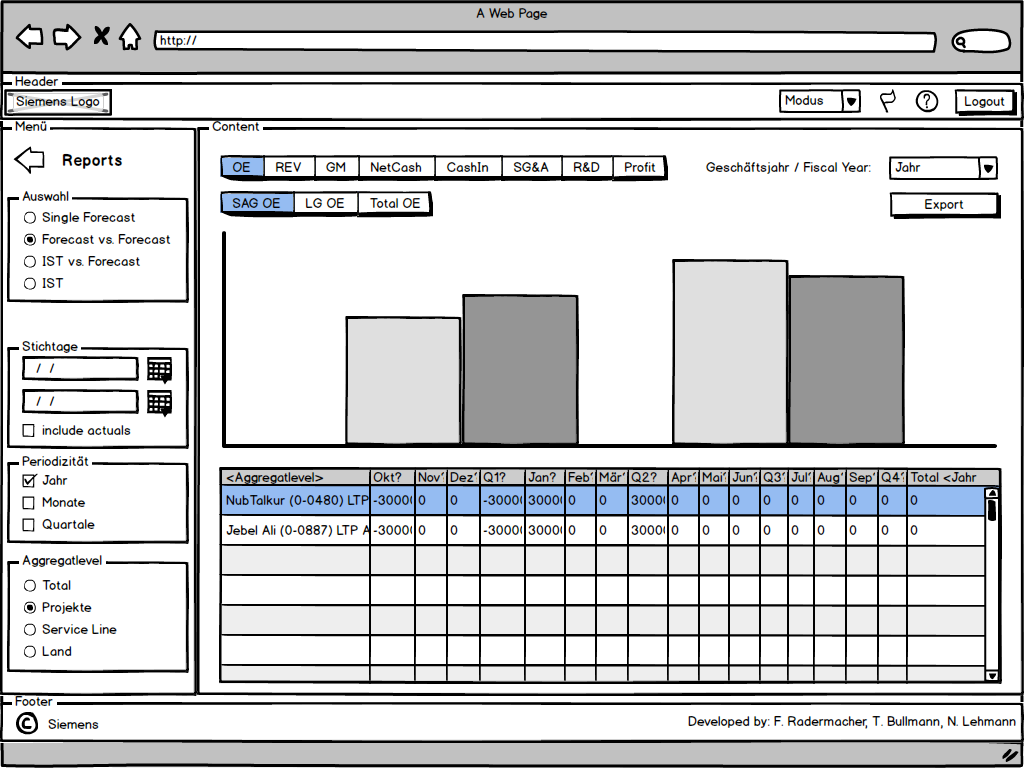 A Web Page
http://
Header
Siemens Logo
Modus
?
Logout
Menü
Reports
Auswahl
Single Forecast
Forecast vs. Forecast
IST vs. Forecast
IST
Stichtage
/ /
/ /
include actuals
Periodizität
Jahr
Monate
Quartale
Aggregatlevel
Total
Projekte
Service Line
Land
Content
OE REV GM NetCash CashIn SG&A R&D Profit
Geschäftsjahr / Fiscal Year: Jahr
SAG OE LG OE Total OE
Export
<Aggregatlevel> Okt? Nov? Dez? Q1? Jan? Feb? Mär? Q2? Apr? Mai? Jun? Q3? Jul? Aug? Sep? Q4? Total <Jahr
NubTalkur (0-0480) LTP -3000 0 0 -3000 3000 0 0 3000 0 0 0 0 0 0 0 0 0
Jebel Ali (0-0887) LTP A -3000 0 0 -3000 3000 0 0 3000 0 0 0 0 0 0 0 0 0
Footer
© Siemens
Developed by: F. Radermacher, T. Bullmann, N. Lehmann